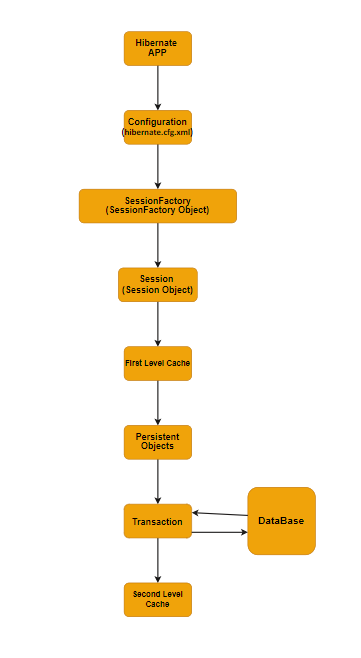 Hibernate
APP
Configuration
(hibernate.cfg.xml)
SessionFactory
(SessionFactory Object)
Session
(Session Object)
First Level Cache
Persistent
Objects
Transaction
DataBase
Second Level
Cache